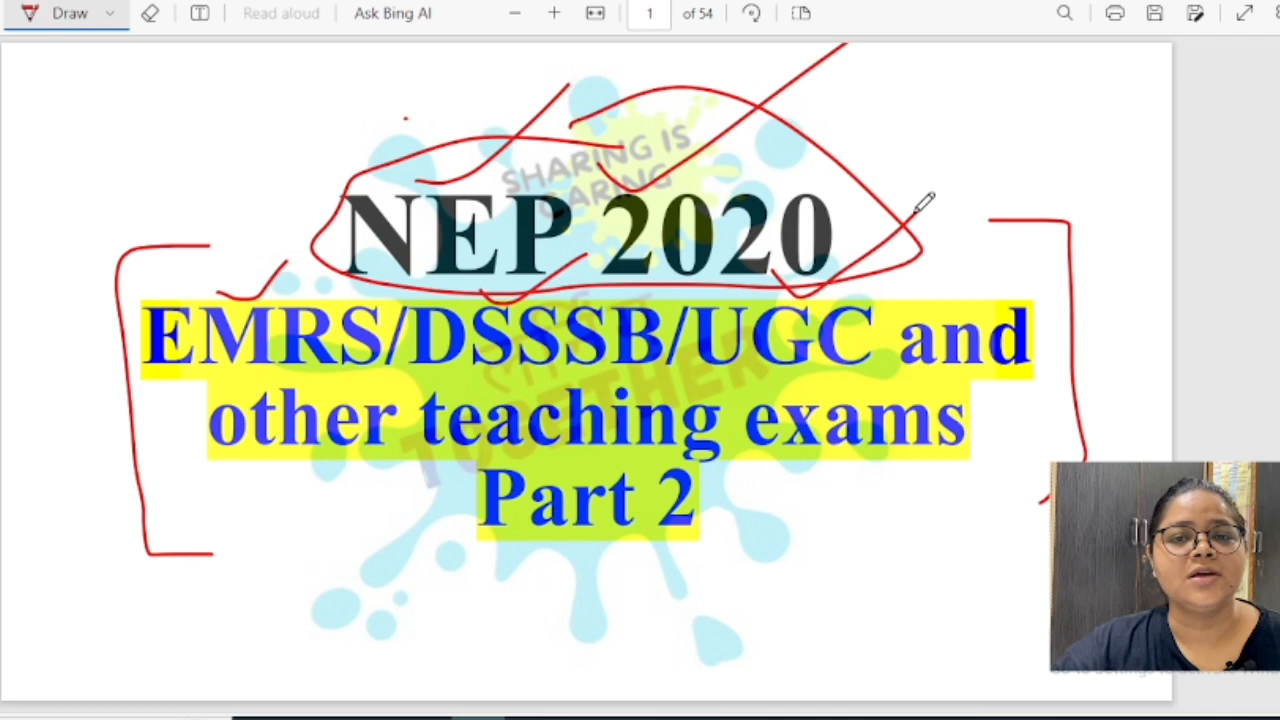 Draw
Read aloud
Ask Bing AI
1 of 54
SHARING IS
CARING
NEP 2020
EMRS/DSSSB/UGC and
other teaching exams
Part 2
TOGETHER